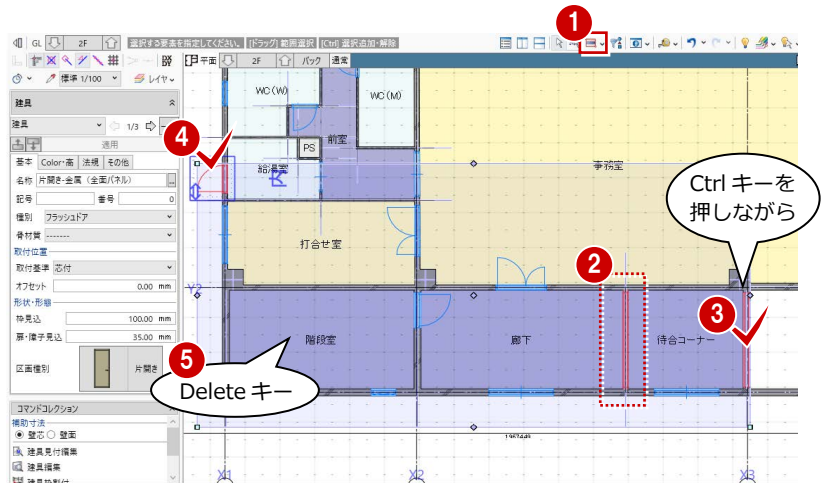 1
GL 2F 選択する要素を指定してください。 [ドラッグ] 範囲選択 [Ctrl] 選択追加・解除
平面 2F バック 通常
標準 1/100 レイヤ
建具
建具 1/3
適用
基本 Color・高 法規 その他
名称 片開き-金属（全面パネル） ...
記号 番号 0
種別 フラッシュドア
骨材質 -------
取付位置
取付基準 芯付
オフセット 0.00 mm
形状・形態
枠見込 100.00 mm
扉・障子見込 35.00 mm
区画種別 片開き
コマンドコレクション
補助寸法
壁芯 壁面
建具見付編集
建具編集
WC(W)
WC(M)
前室
PS
給湯室
事務室
打合せ室
階段室
廊下
待合コーナー
4
Ctrl キーを
押しながら
2
3
5
Delete キー
Y2
X1 X2 X3